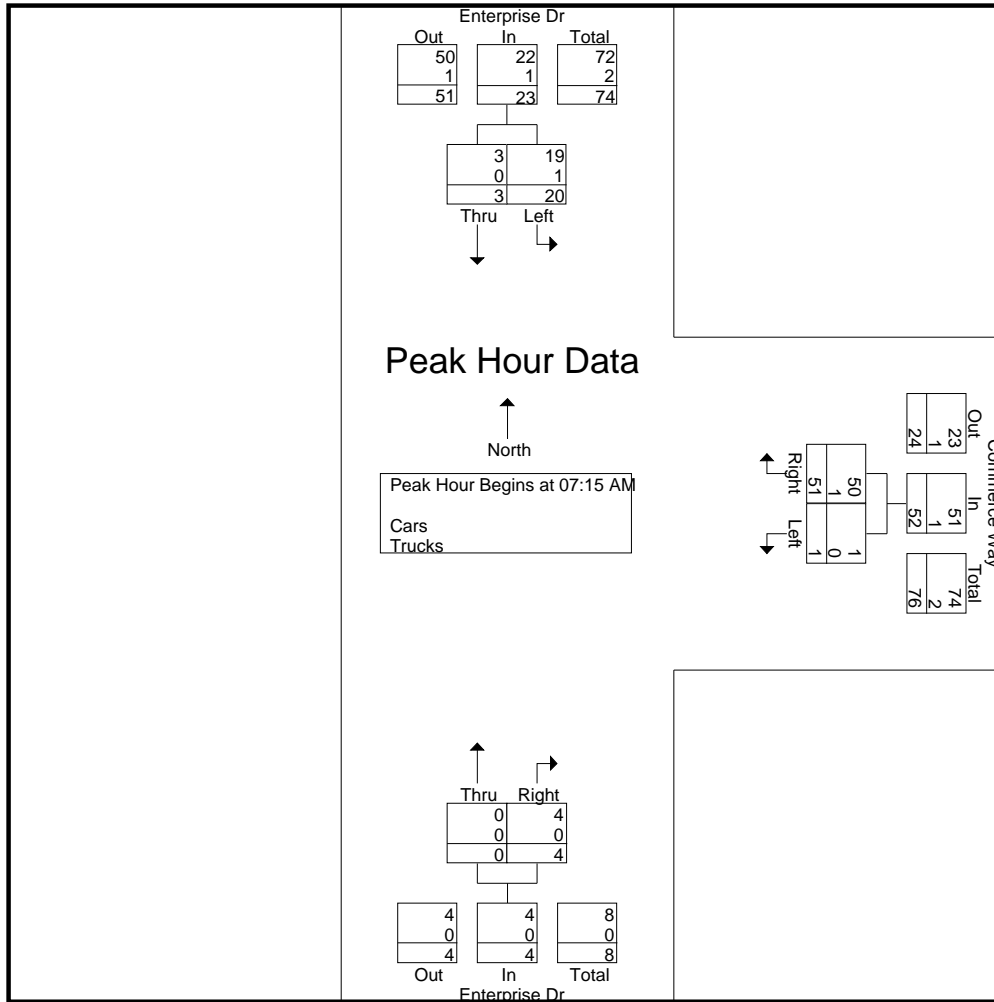 Enterprise Dr
Out In Total
50 22 72
1 1 2
51 23 74
3 19
0 1
3 20
Thru Left
Peak Hour Data
North
Peak Hour Begins at 07:15 AM
Cars
Trucks
Commerce Way
Out In Total
23 51 74
1 1 2
24 52 76
50 1
1 0
51 1
Right Left
Thru Right
0 4
0 0
0 4
4 4 8
0 0 0
4 4 8
Out In Total
Enterprise Dr